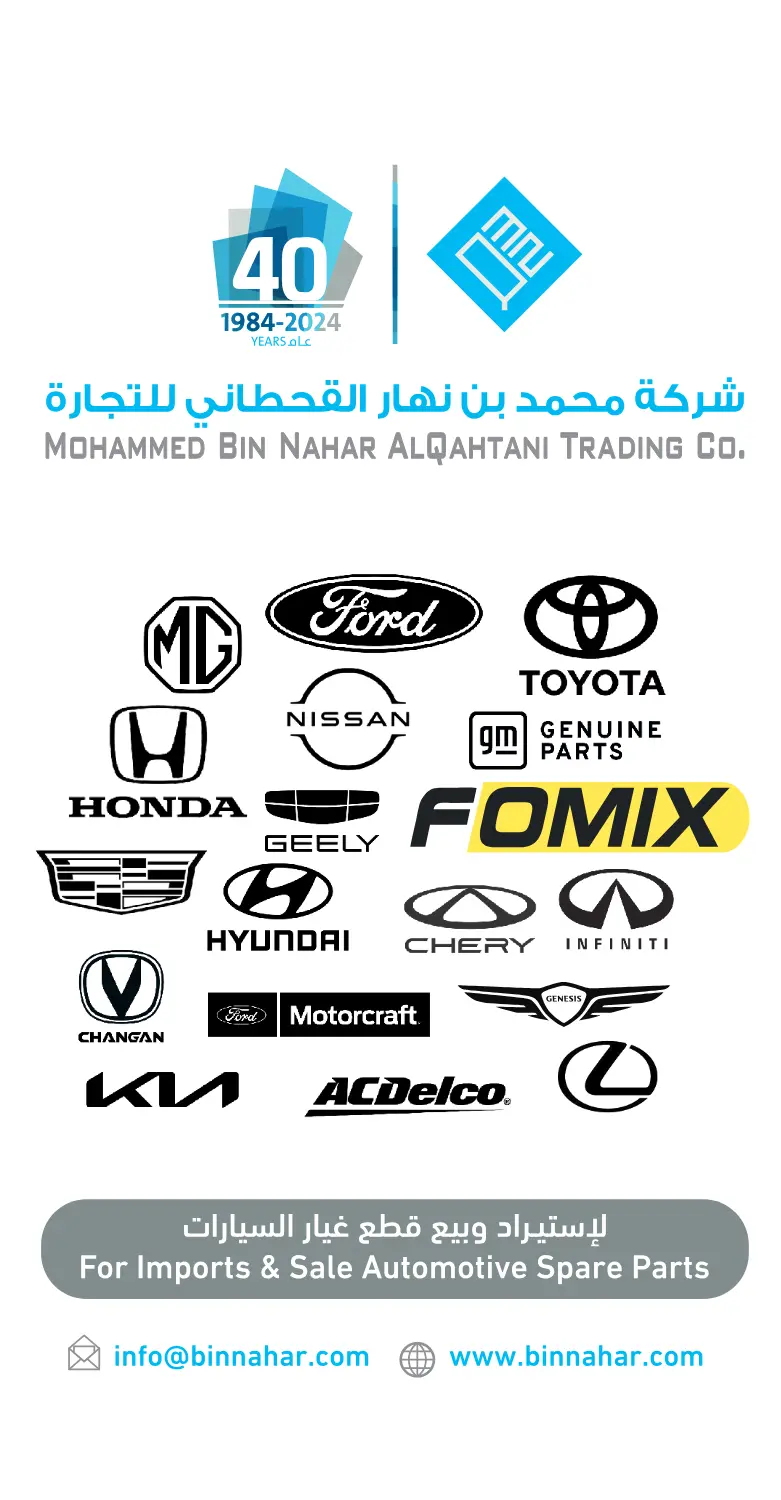 40
1984-2024
YEARS عـام
شركة محمد بن نهار القحطاني للتجارة
MOHAMMED BIN NAHAR ALQAHTANI TRADING CO.
MG
Ford
TOYOTA
NISSAN
HONDA
gm GENUINE
PARTS
GEELY
FOMIX
HYUNDAI
CHERY
INFINITI
CHANGAN
Ford Motorcraft
GENESIS
KIA
ACDelco®
لإستيـراد وبيع قطع غيار السيارات
For Imports & Sale Automotive Spare Parts
info@binnahar.com www.binnahar.com